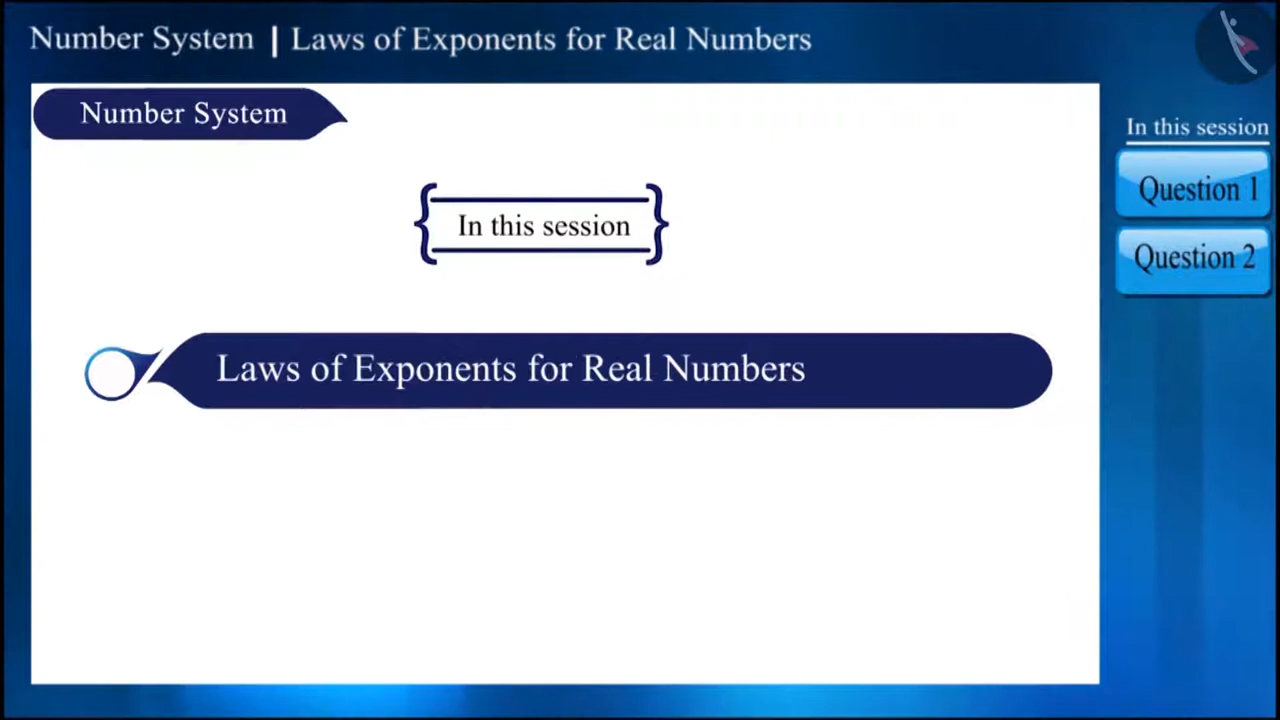 Number System | Laws of Exponents for Real Numbers
Number System
In this session
Laws of Exponents for Real Numbers
In this session
Question 1
Question 2